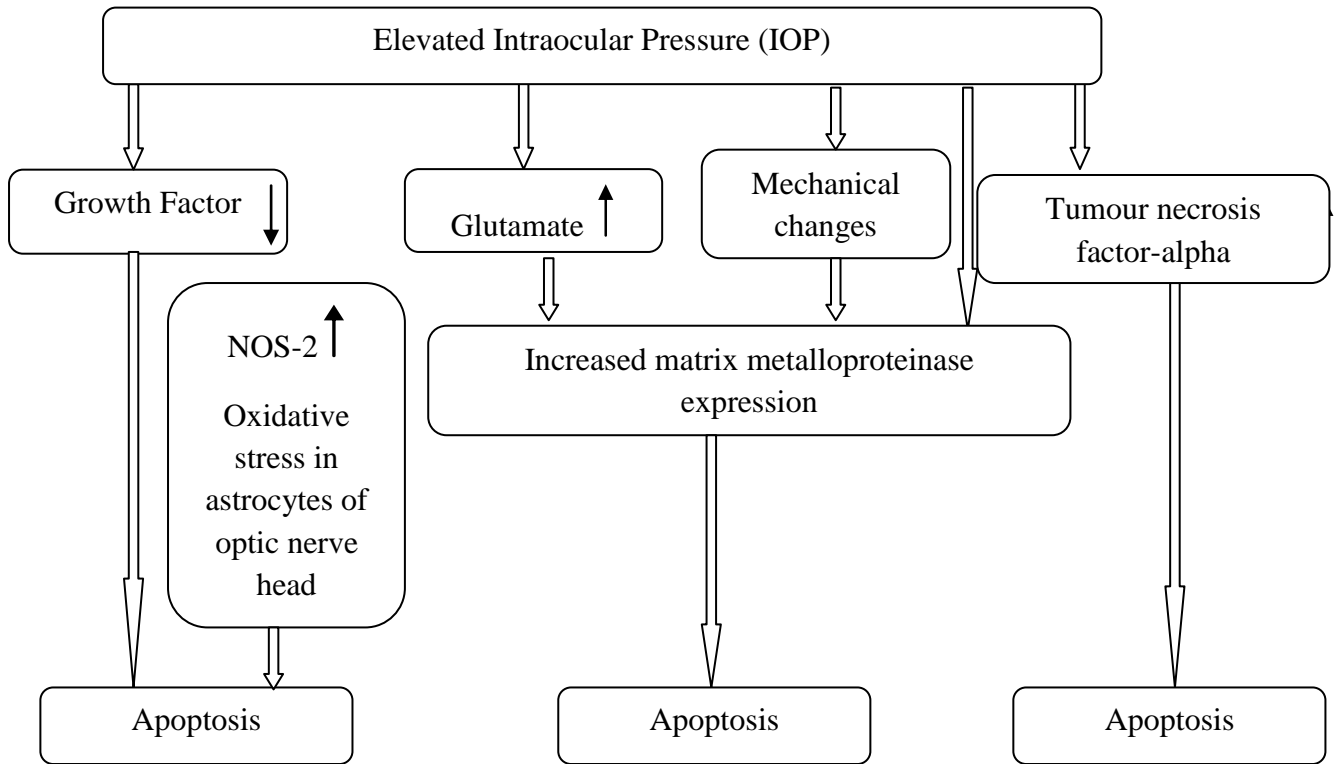 Elevated Intraocular Pressure (IOP)
Growth Factor
Glutamate
Mechanical
changes
Tumour necrosis
factor-alpha
NOS-2
Oxidative
stress in
astrocytes of
optic nerve
head
Increased matrix metalloproteinase
expression
Apoptosis
Apoptosis
Apoptosis